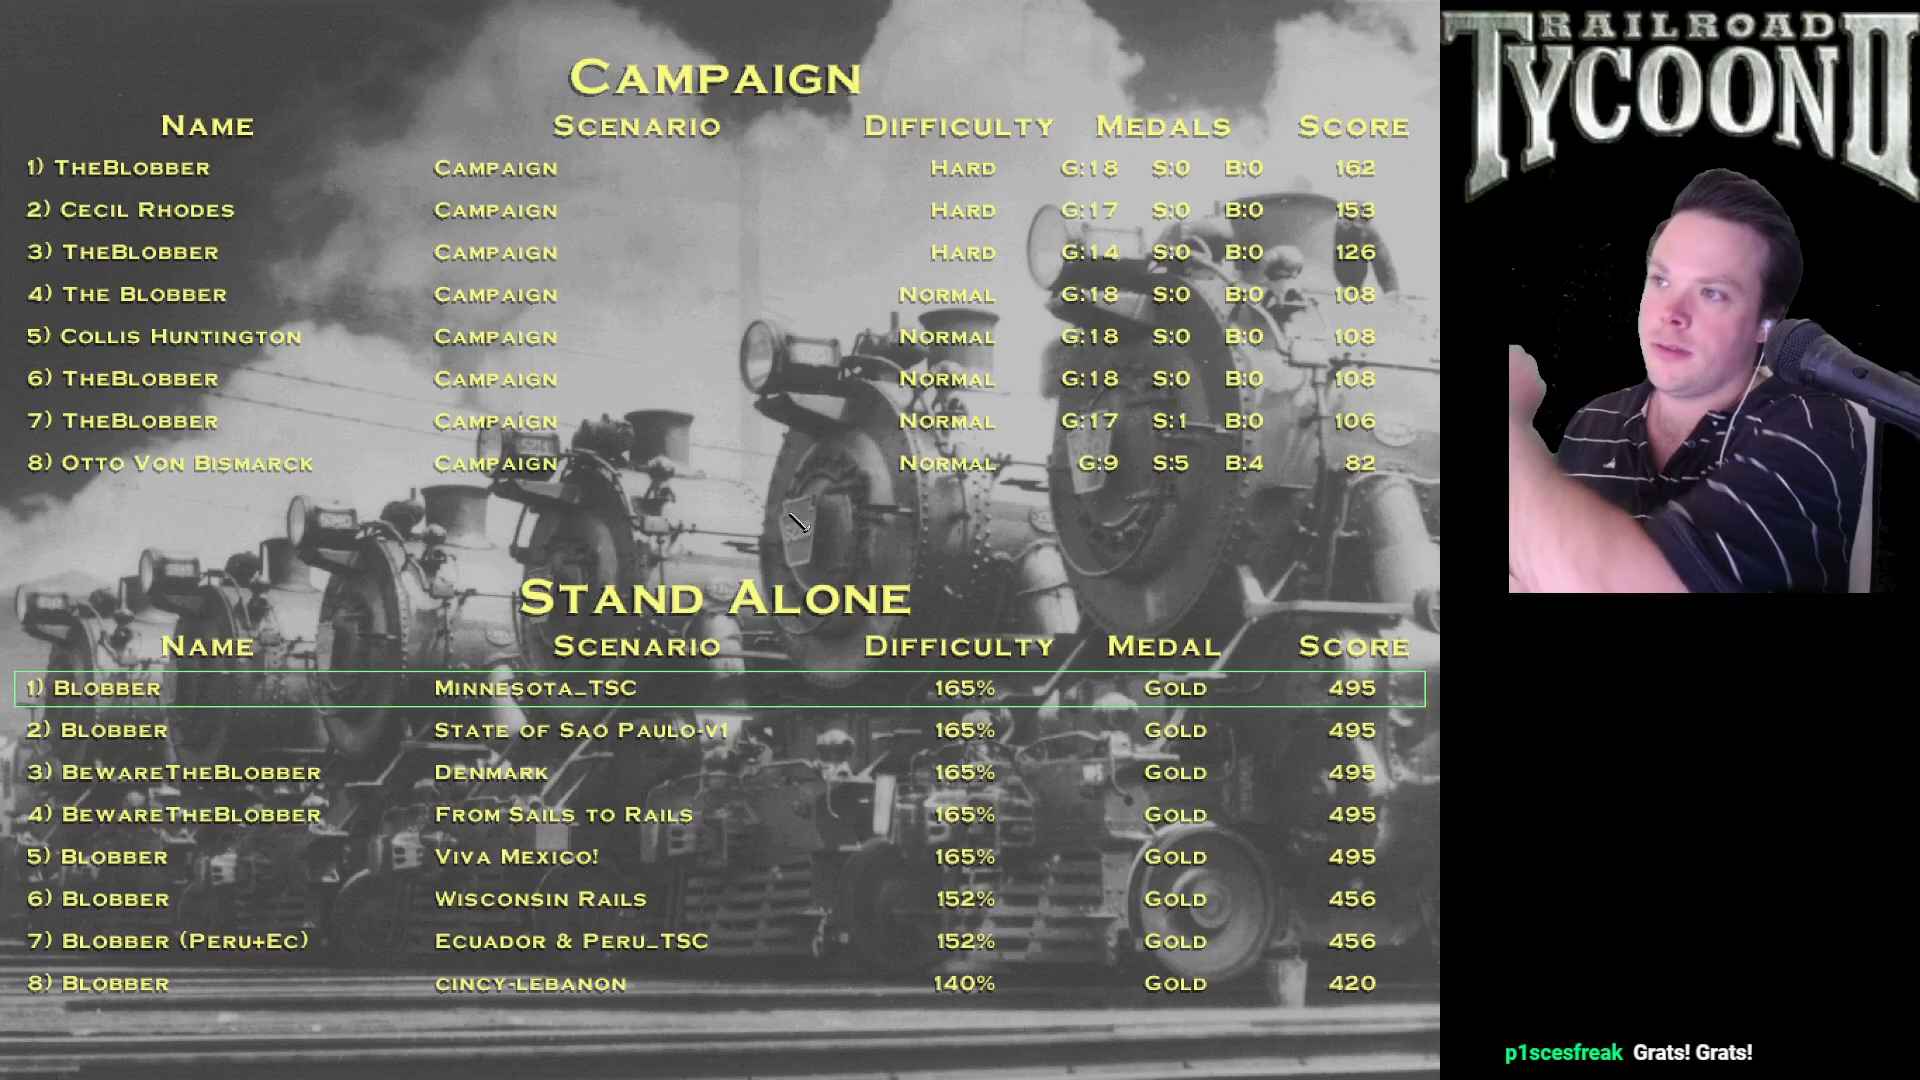 Campaign
Name Scenario Difficulty Medals Score
1) TheBlobber Campaign Hard G:18 S:0 B:0 162
2) Cecil Rhodes Campaign Hard G:17 S:0 B:0 153
3) TheBlobber Campaign Hard G:14 S:0 B:0 126
4) The Blobber Campaign Normal G:18 S:0 B:0 108
5) Collis Huntington Campaign Normal G:18 S:0 B:0 108
6) TheBlobber Campaign Normal G:18 S:0 B:0 108
7) TheBlobber Campaign Normal G:17 S:1 B:0 106
8) Otto Von Bismarck Campaign Normal G:9 S:5 B:4 82
Stand Alone
Name Scenario Difficulty Medal Score
1) Blobber Minnesota_TSC 165% Gold 495
2) Blobber State of Sao Paulo-v1 165% Gold 495
3) BewareTheBlobber Denmark 165% Gold 495
4) BewareTheBlobber From Sails to Rails 165% Gold 495
5) Blobber Viva Mexico! 165% Gold 495
6) Blobber Wisconsin Rails 152% Gold 456
7) Blobber (Peru+Ec) Ecuador & Peru_TSC 152% Gold 456
8) Blobber cincy-lebanon 140% Gold 420
RAILROAD
TYCOON II
p1scesfreak Grats! Grats!